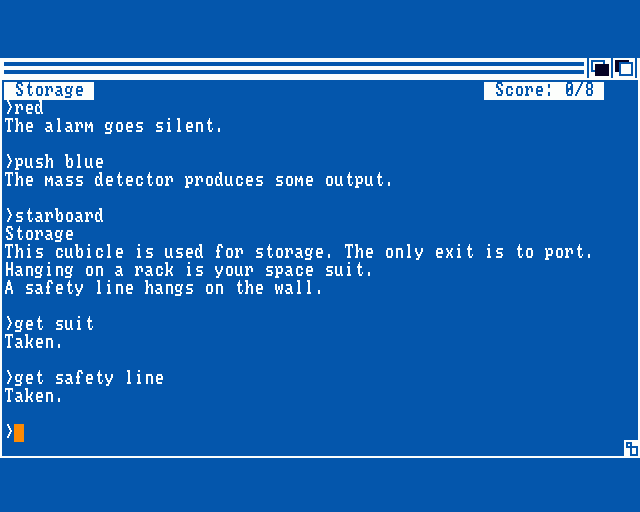 Storage Score: 0/8
>red
The alarm goes silent.
>push blue
The mass detector produces some output.
>starboard
Storage
This cubicle is used for storage. The only exit is to port.
Hanging on a rack is your space suit.
A safety line hangs on the wall.
>get suit
Taken.
>get safety line
Taken.
>